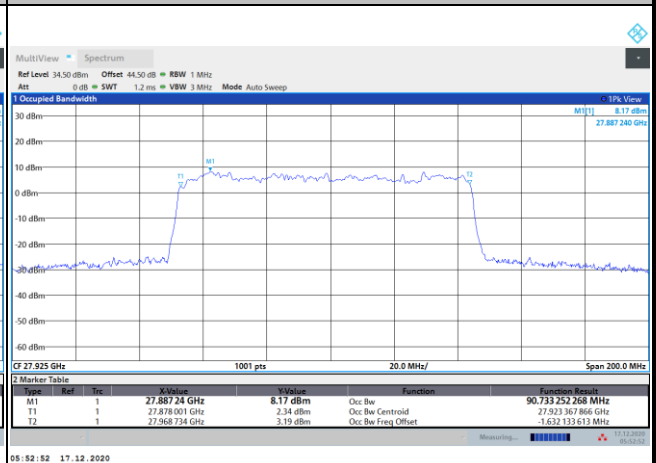 MultiView Spectrum
Ref Level 34.50 dBm Offset 44.50 dB RBW 1 MHz
Att 0 dB SWT 1.2 ms VBW 3 MHz Mode Auto Sweep
1 Occupied Bandwidth 1Pk View
M1[1] 8.17 dBm
27.887 240 GHz
30 dBm
20 dBm
10 dBm
0 dBm
-10 dBm
-20 dBm
-30 dBm
-40 dBm
-50 dBm
-60 dBm
T1
M1
T2
CF 27.925 GHz 1001 pts 20.0 MHz/ Span 200.0 MHz
2 Marker Table
Type Ref Trc X-Value Y-Value Function Function Result
M1 1 27.887 24 GHz 8.17 dBm Occ Bw 90.733 252 268 MHz
T1 1 27.878 001 GHz 2.34 dBm Occ Bw Centroid 27.923 367 866 GHz
T2 1 27.968 734 GHz 3.19 dBm Occ Bw Freq Offset -1.632 133 613 MHz
Measuring... 17.12.2020
05:52:52
05:52:52 17.12.2020